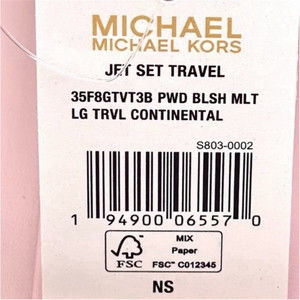 MICHAEL
MICHAEL KORS
JET SET TRAVEL
35F8GTVT3B PWD BLSH MLT
LG TRVL CONTINENTAL
S803-0002
1 94900 06557 0
FSC
MIX
Paper
FSC™ C012345
NS